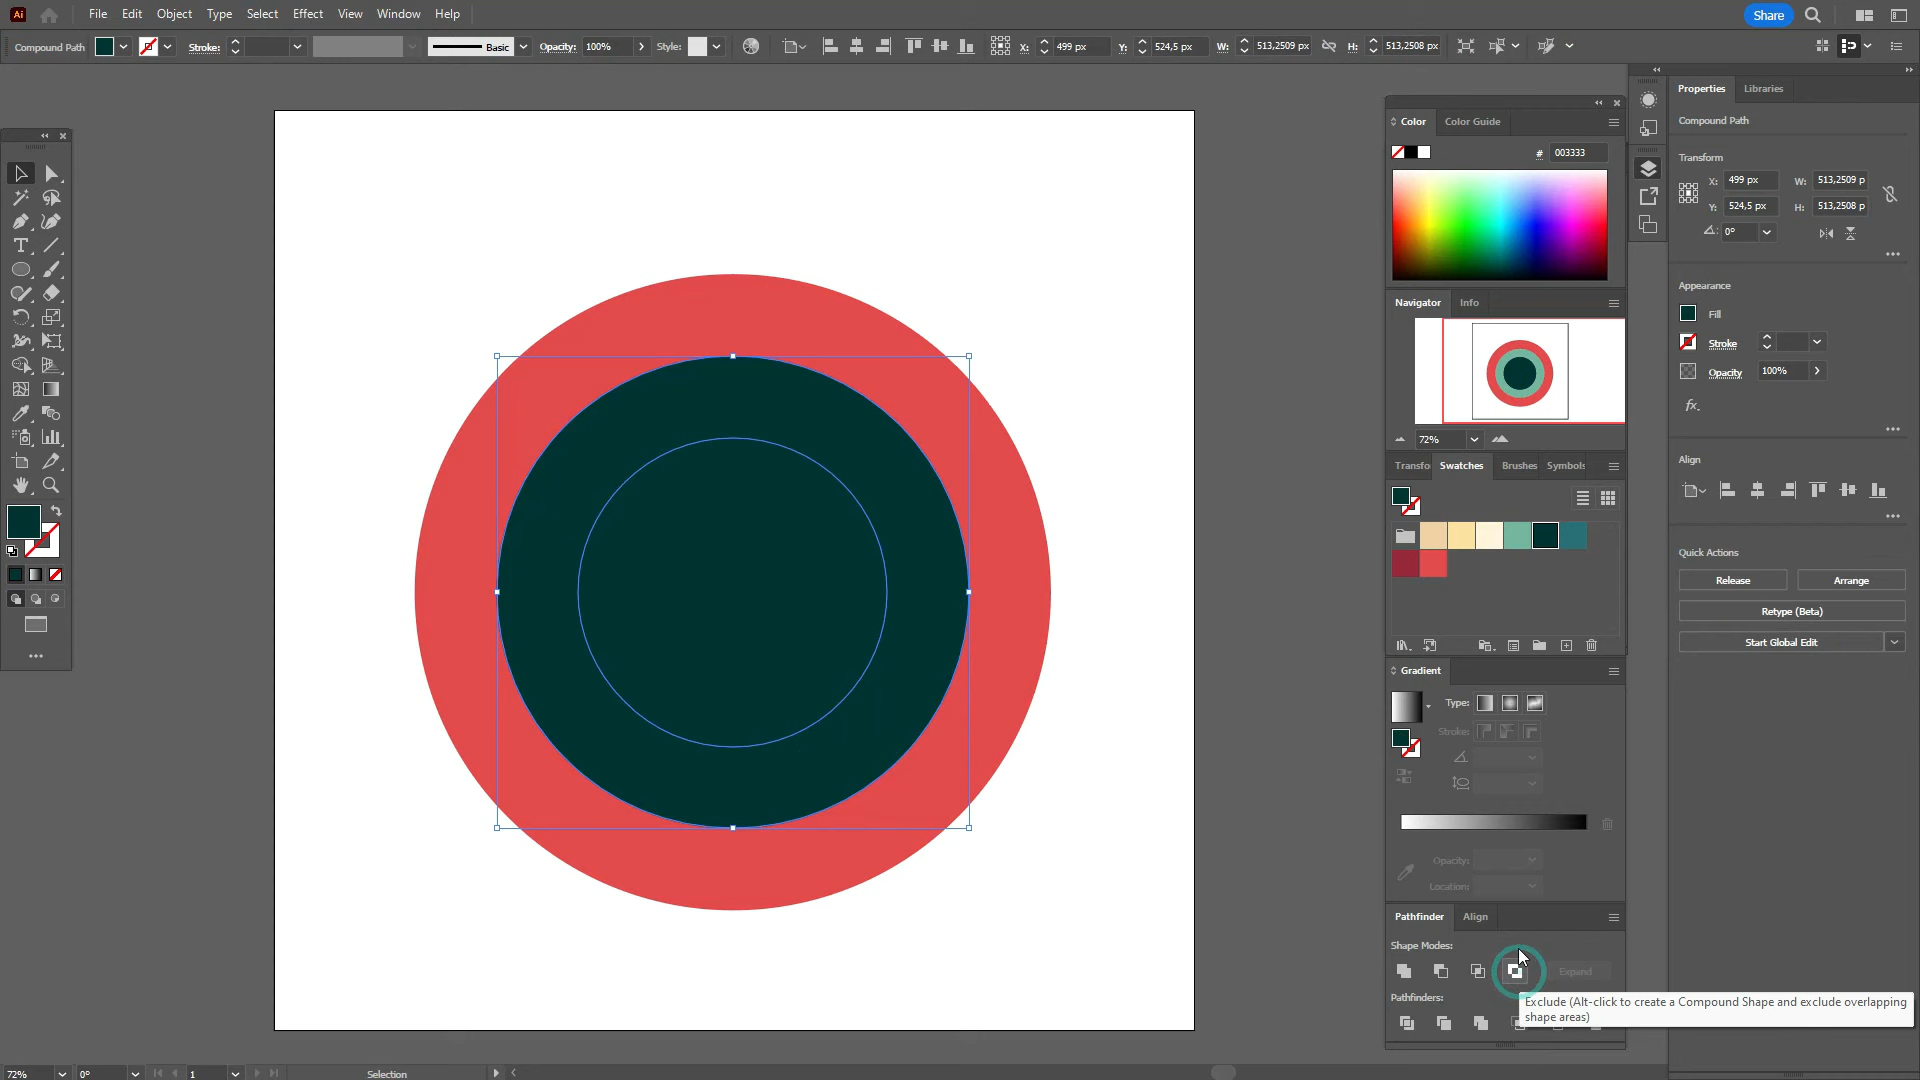 Ai File Edit Object Type Select Effect View Window Help Share
Compound Path Stroke: Basic Opacity: 100% Style: X: 499 px Y: 524,5 px W: 513,2509 px H: 513,2508 px
Properties Libraries
Compound Path
Transform
X: 499 px W: 513,2509 p
Y: 524,5 px H: 513,2508 p
0°
Appearance
Fill
Stroke
Opacity 100%
fx.
Align
Quick Actions
Release Arrange
Retype (Beta)
Start Global Edit
Color Color Guide
# 003333
Navigator Info
72%
Transfo Swatches Brushes Symbols
Gradient
Type:
Stroke:
Opacity:
Location:
Pathfinder Align
Shape Modes:
Expand
Pathfinders:
Exclude (Alt-click to create a Compound Shape and exclude overlapping
shape areas)
72% 0° 1 Selection